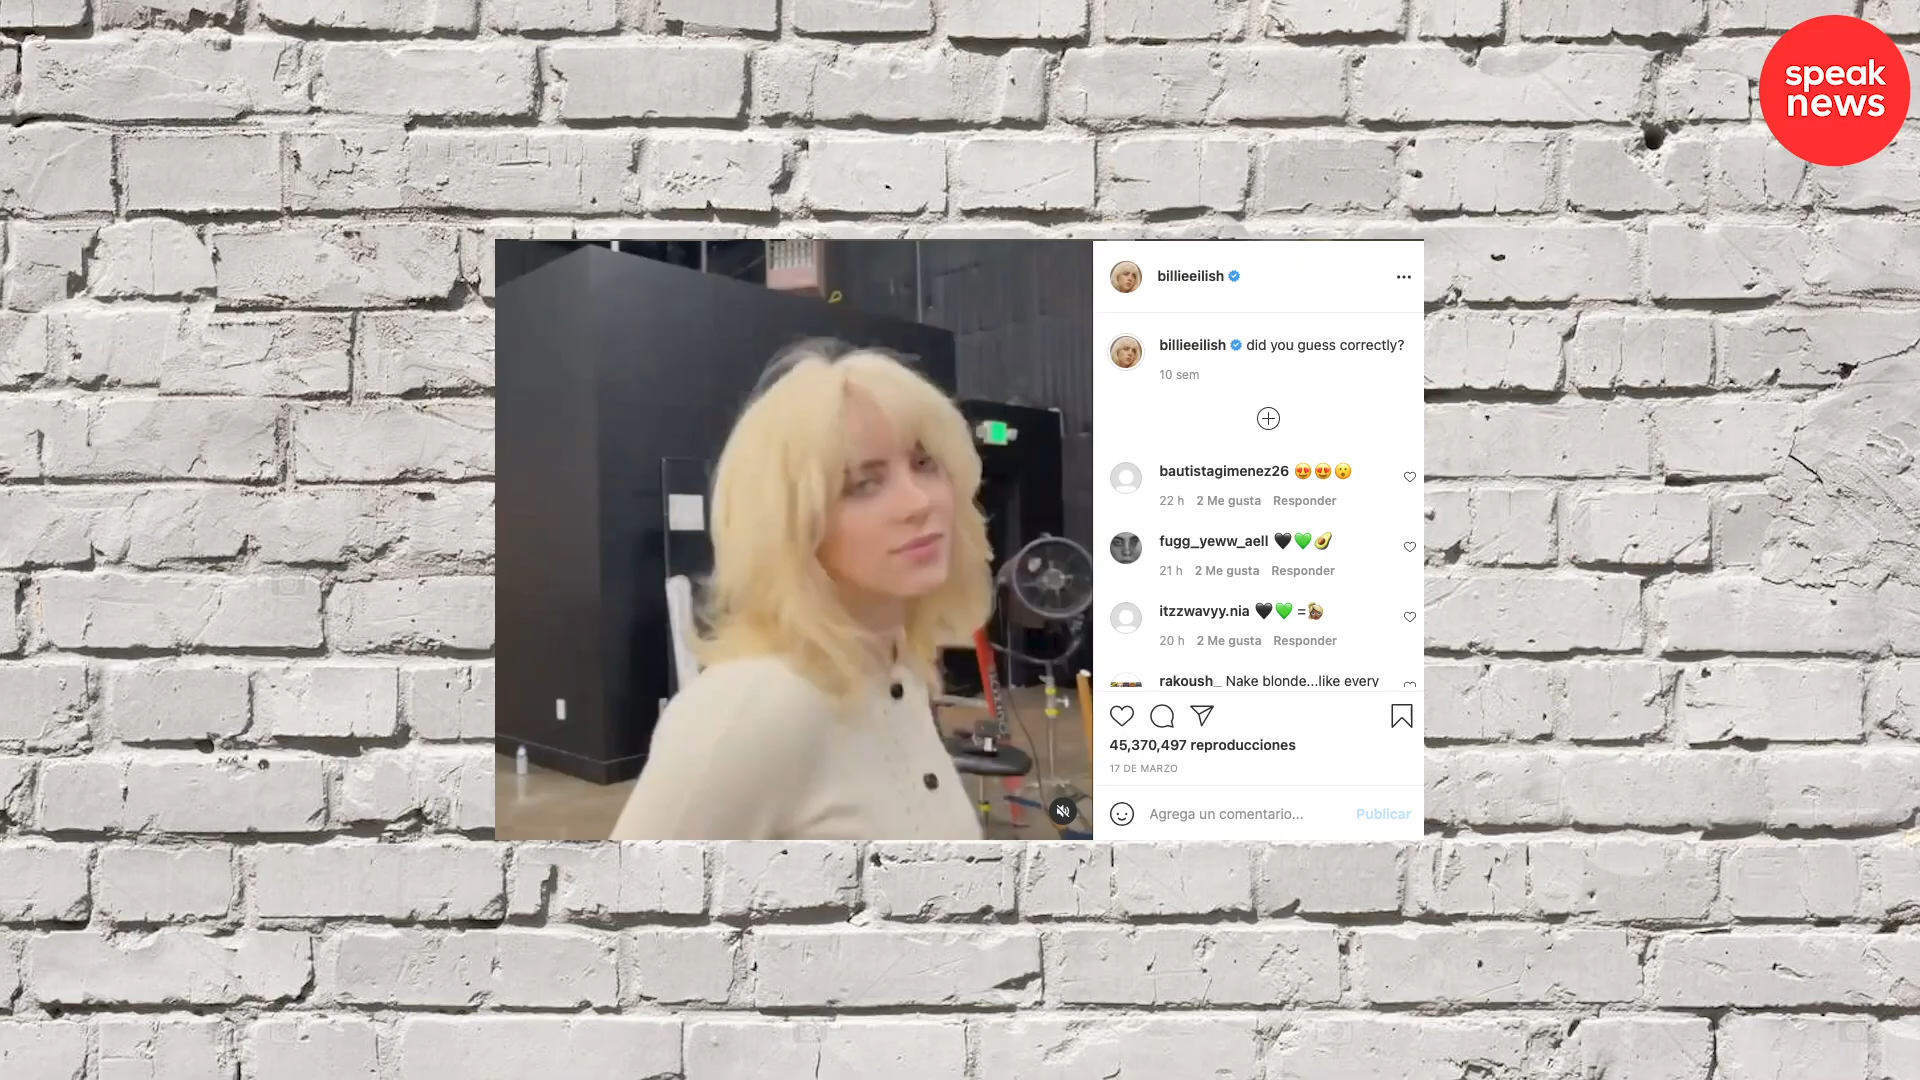 speak
news
billieeilish
billieeilish did you guess correctly?
10 sem
bautistagimenez26 😍😍😮
22 h 2 Me gusta Responder
fugg_yeww_aell 🖤💚🥑
21 h 2 Me gusta Responder
itzzwavyy.nia 🖤💚 =
20 h 2 Me gusta Responder
rakoush_ Nake blonde...like every
45,370,497 reproducciones
17 DE MARZO
Agrega un comentario... Publicar